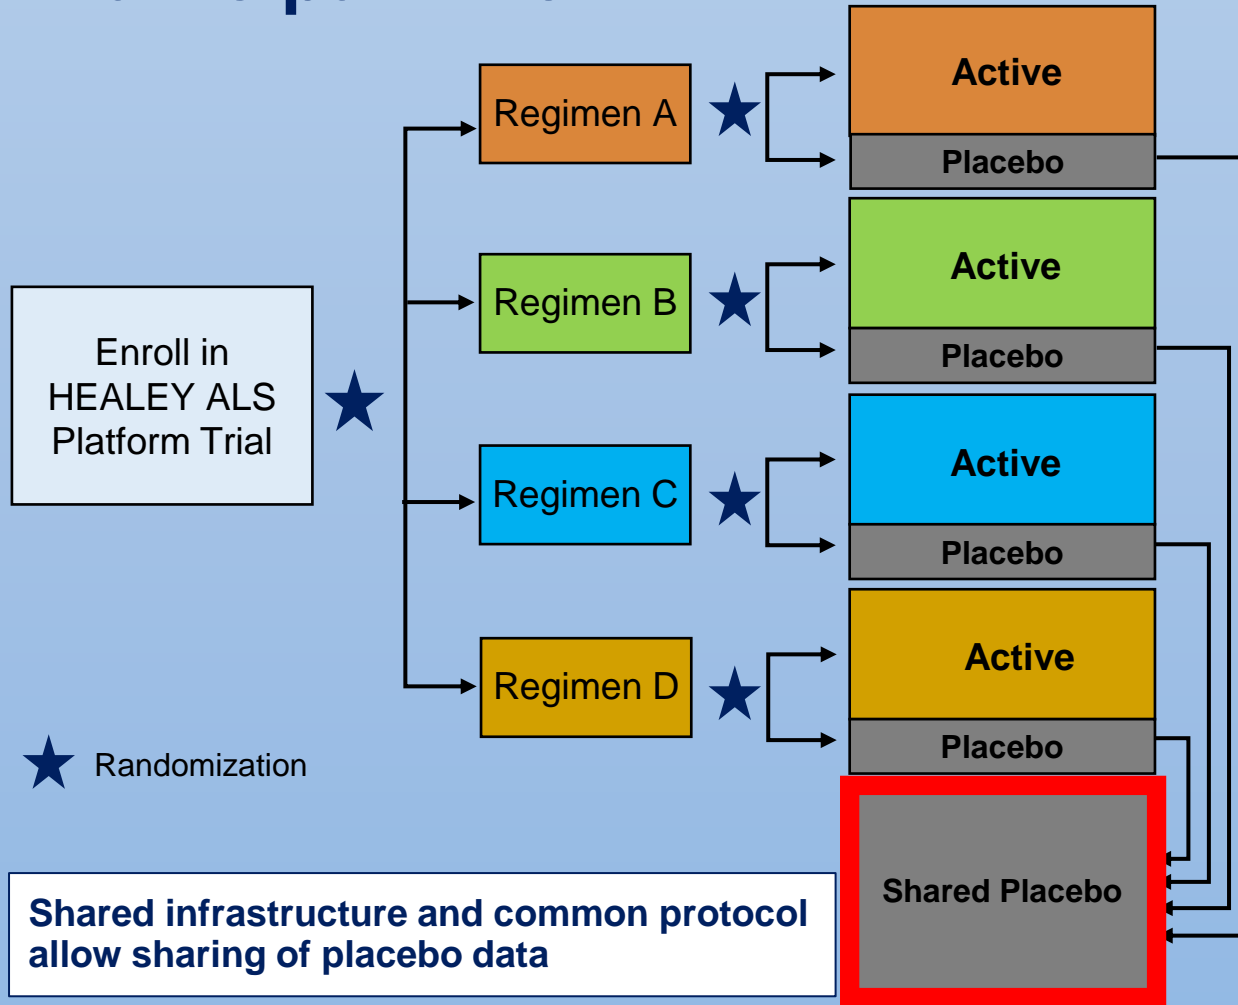 Regimen A
Active
Placebo
Regimen B
Active
Placebo
Enroll in
HEALEY ALS
Platform Trial
Regimen C
Active
Placebo
Regimen D
Active
Placebo
Randomization
Shared Placebo
Shared infrastructure and common protocol
allow sharing of placebo data